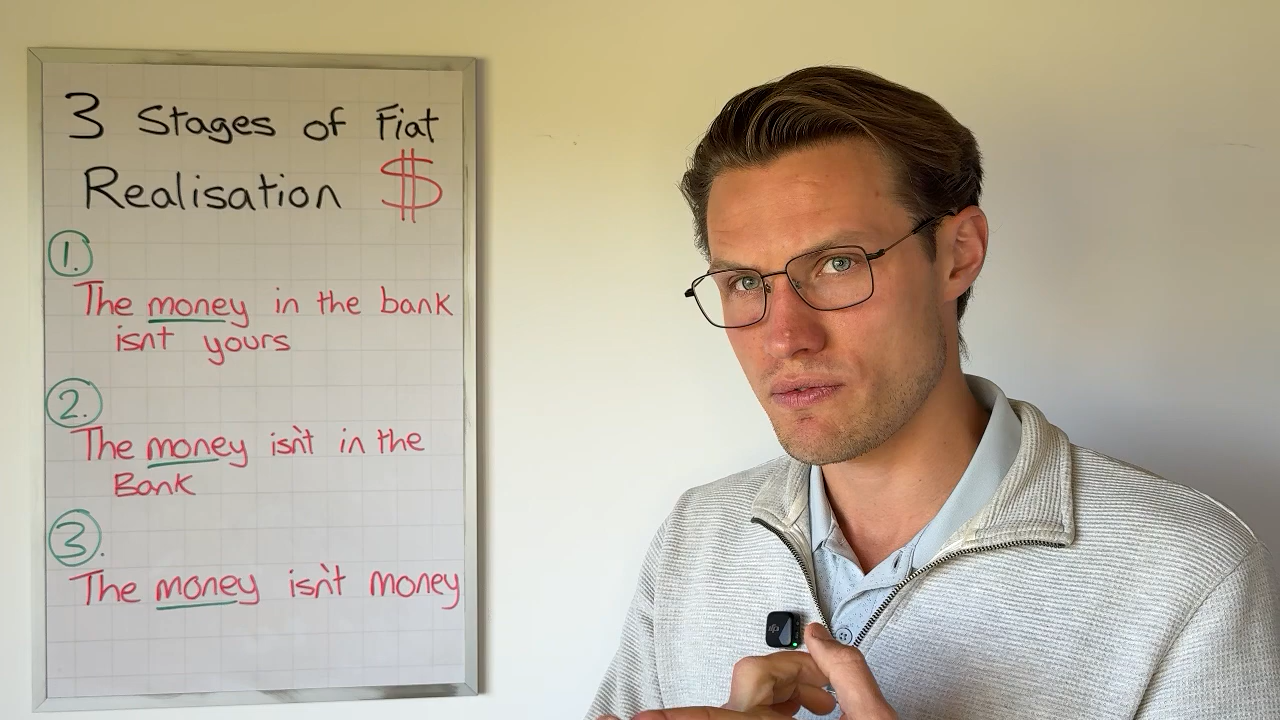 3 Stages of Fiat
Realisation $
1.
The money in the bank
isnt yours
2.
The money isn't in the
Bank
3.
The money isn't money